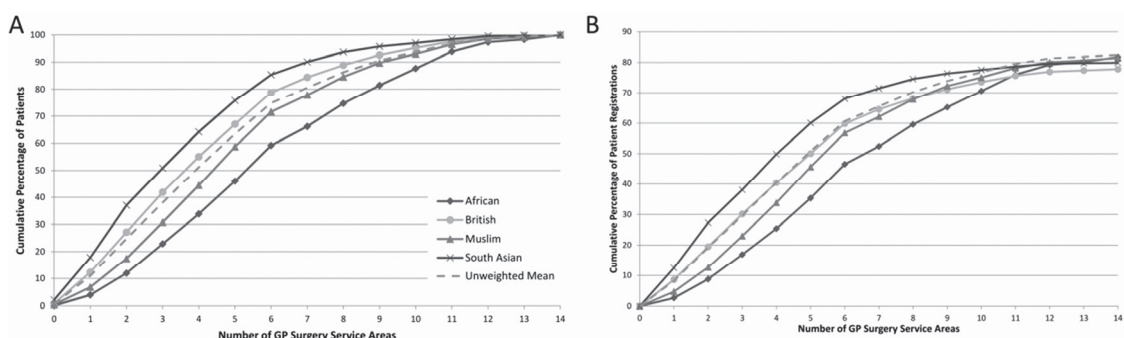 A
Cumulative Percentage of Patients
100
90
80
70
60
50
40
30
20
10
0
0 1 2 3 4 5 6 7 8 9 10 11 12 13 14
Number of GP Surgery Service Areas
African
British
Muslim
South Asian
Unweighted Mean
B
Cumulative Percentage of Patient Registrations
90
80
70
60
50
40
30
20
10
0
0 1 2 3 4 5 6 7 8 9 10 11 12 13 14
Number of GP Surgery Service Areas